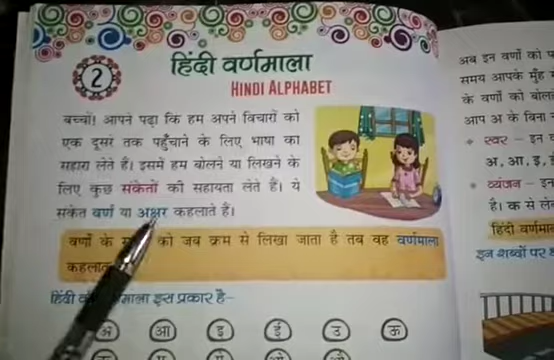 2
हिंदी वर्णमाला
HINDI ALPHABET
बच्चों! आपने पढ़ा कि हम अपने विचारों को
एक दूसरे तक पहुँचाने के लिए भाषा का
सहारा लेते हैं। इसमें हम बोलने या लिखने के
लिए कुछ संकेतों की सहायता लेते हैं। ये
संकेत वर्ण या अक्षर कहलाते हैं।
वर्णों के को जब क्रम से लिखा जाता है तब वह वर्णमाला
हिंदी इस प्रकार है–
अ आ इ ई उ ऊ
अब इन वर्णों को
समय आपके मुँह
के वर्णों को
आप अ के बिना
• स्वर – इन
अ, आ, इ,
• व्यंजन – इन
है। क से
हिंदी
इन शब्दों पर